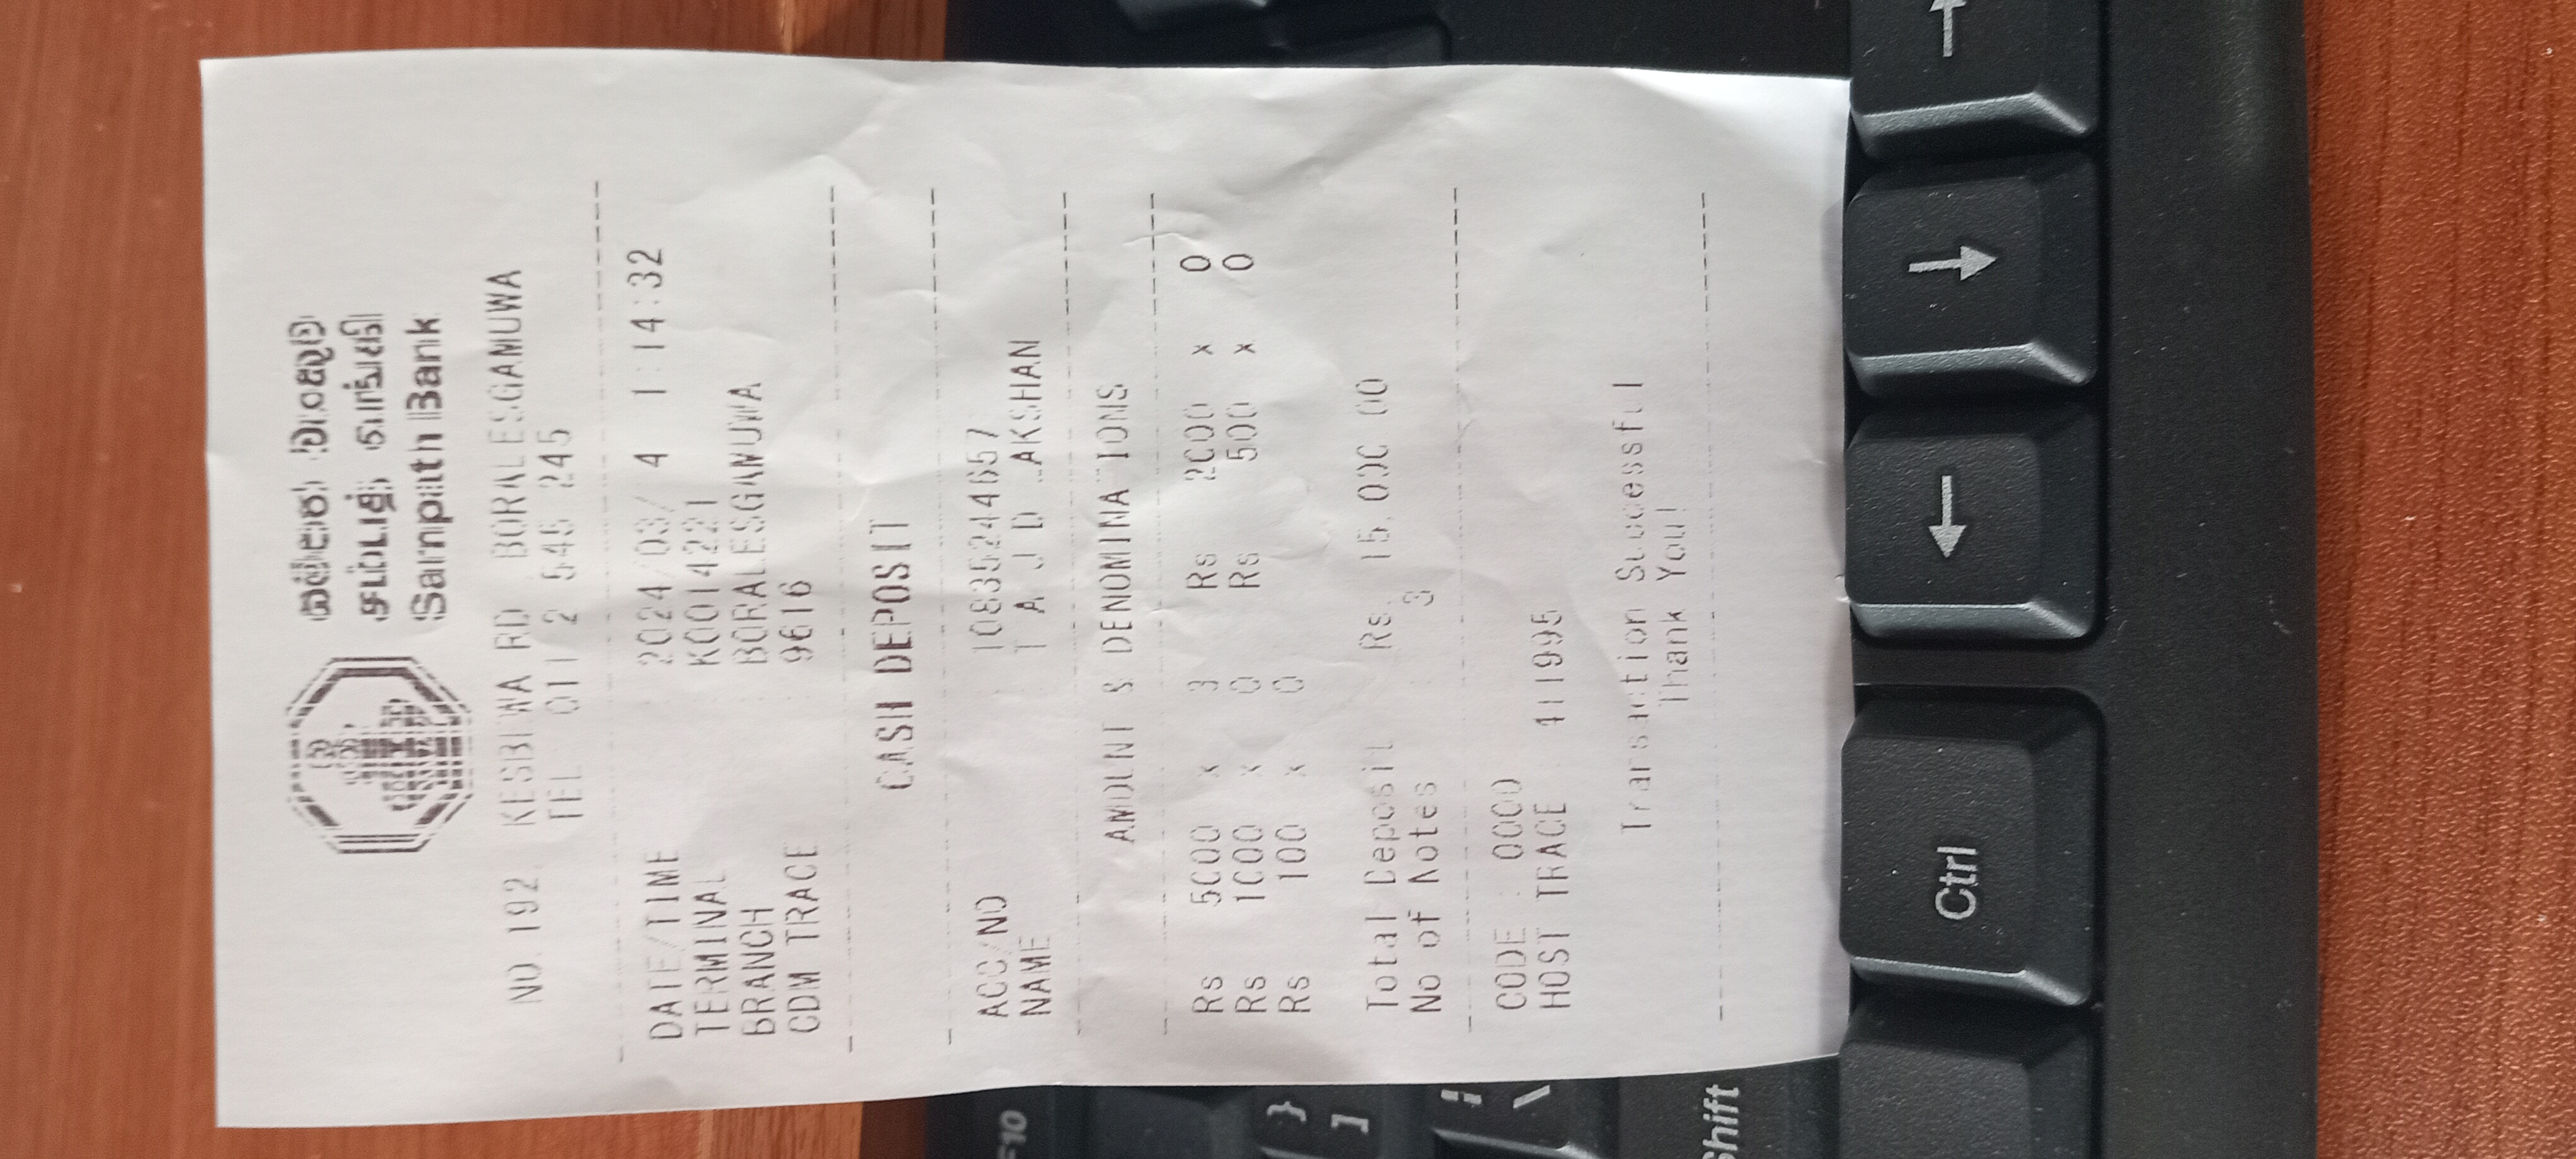 සම්පත් බැංකුව
சம்பத் வங்கி
Sampath Bank
NO.192, KESBEWA RD, BORALESGAMUWA
TEL 011 2 545 245
DATE/TIME 2024/03/ 4 1:14:32
TERMINAL K0014221
BRANCH BORALESGAMUWA
CDM TRACE 9616
CASH DEPOSIT
ACC/NO 108352414657
NAME T A J D AKSHAN
AMOUNT & DENOMINATIONS
Rs 5000 x 3 Rs 2000 x 0
Rs 1000 x 0 Rs 500 x 0
Rs 100 x 0
Total Deposit Rs. 15,000.00
No of Notes 3
CODE : 0000
HOST TRACE : 411995
Transaction Successful
Thank You!
Ctrl
Shift
F10
}
]
\